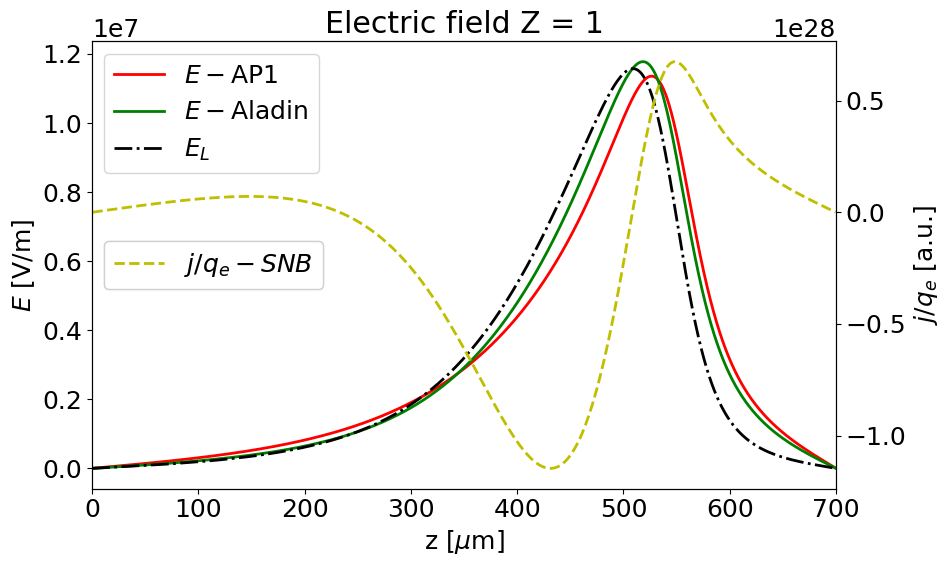 Electric field Z = 1
1e7
1e28
1.2
1.0
0.8
0.6
0.4
0.2
0.0
E [V/m]
E − AP1
E − Aladin
E_L
j/q_e − SNB
0.5
0.0
−0.5
−1.0
j/q_e [a.u.]
0 100 200 300 400 500 600 700
z [μm]